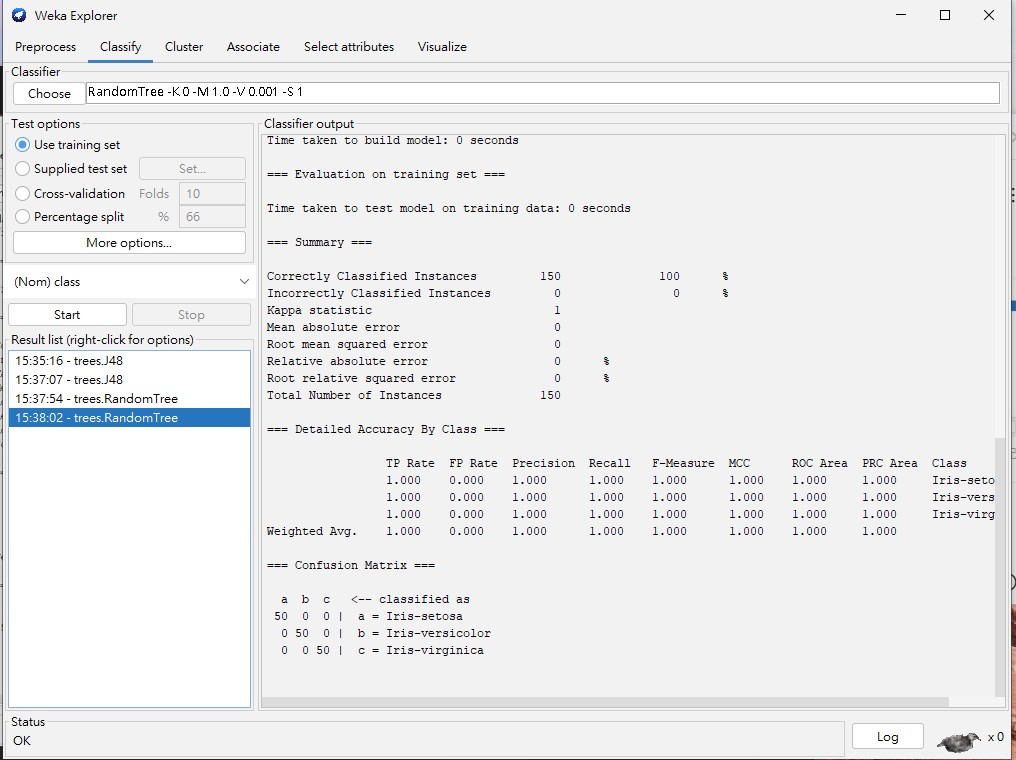 Weka Explorer
Preprocess Classify Cluster Associate Select attributes Visualize
Classifier
Choose RandomTree -K 0 -M 1.0 -V 0.001 -S 1
Test options
Use training set
Supplied test set Set...
Cross-validation Folds 10
Percentage split % 66
More options...
(Nom) class
Start Stop
Result list (right-click for options)
15:35:16 - trees.J48
15:37:07 - trees.J48
15:37:54 - trees.RandomTree
15:38:02 - trees.RandomTree
Classifier output
Time taken to build model: 0 seconds
=== Evaluation on training set ===
Time taken to test model on training data: 0 seconds
=== Summary ===
Correctly Classified Instances 150 100 %
Incorrectly Classified Instances 0 0 %
Kappa statistic 1
Mean absolute error 0
Root mean squared error 0
Relative absolute error 0 %
Root relative squared error 0 %
Total Number of Instances 150
=== Detailed Accuracy By Class ===
TP Rate FP Rate Precision Recall F-Measure MCC ROC Area PRC Area Class
1.000 0.000 1.000 1.000 1.000 1.000 1.000 1.000 Iris-seto
1.000 0.000 1.000 1.000 1.000 1.000 1.000 1.000 Iris-vers
1.000 0.000 1.000 1.000 1.000 1.000 1.000 1.000 Iris-virg
Weighted Avg. 1.000 0.000 1.000 1.000 1.000 1.000 1.000 1.000
=== Confusion Matrix ===
a b c <-- classified as
50 0 0 | a = Iris-setosa
0 50 0 | b = Iris-versicolor
0 0 50 | c = Iris-virginica
Status
OK
Log x 0